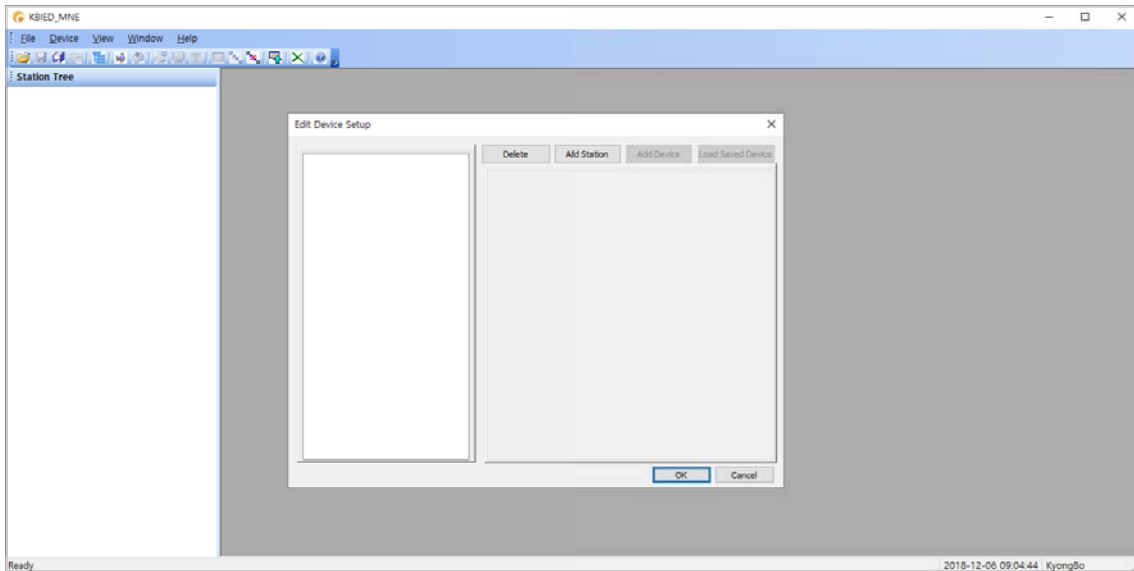 KBIED_MNE
File Device View Window Help
Station Tree
Edit Device Setup
Delete Add Station Add Device Load Saved Device
OK Cancel
Ready 2018-12-06 09:04:44 KyongBo